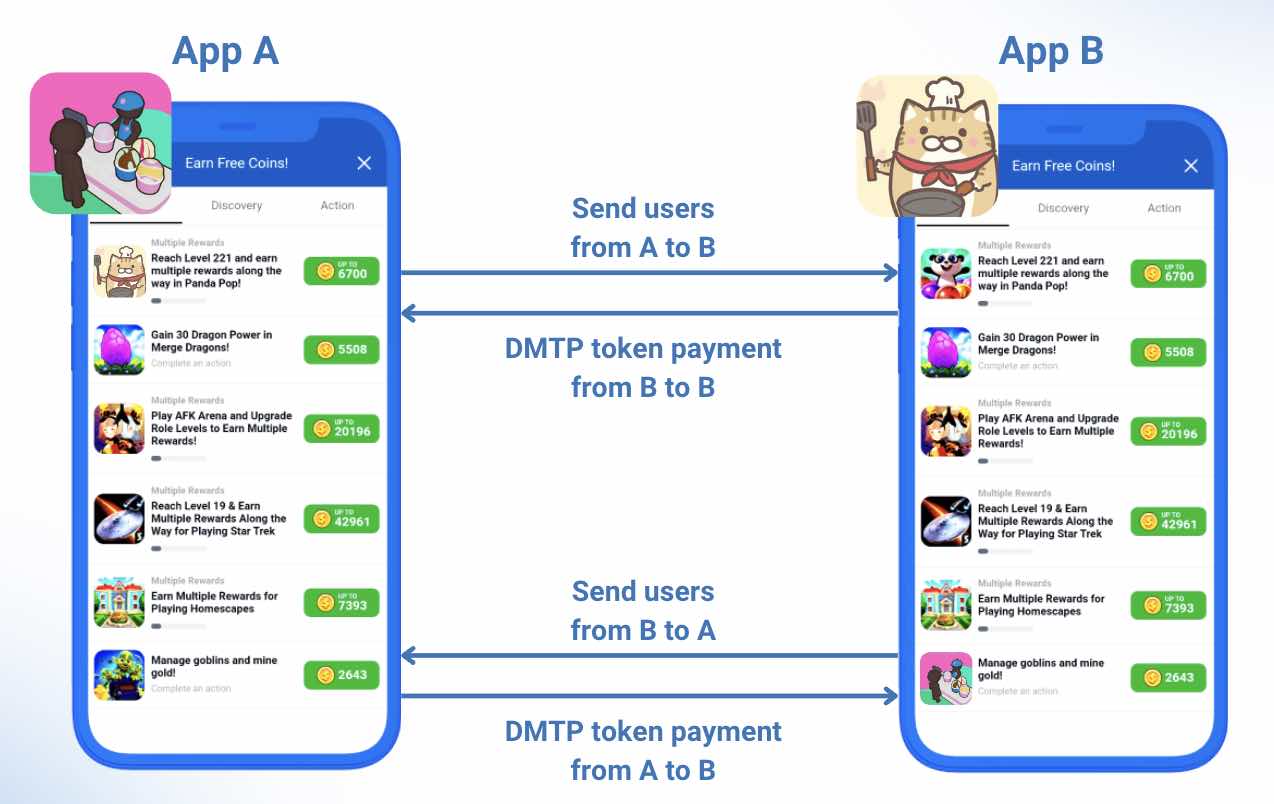 App A
App B
Earn Free Coins!
Discovery
Action
Multiple Rewards
Reach Level 221 and earn
multiple rewards along the
way in Panda Pop!
UP TO
6700
Gain 30 Dragon Power in
Merge Dragons!
Complete an action
5508
Multiple Rewards
Play AFK Arena and Upgrade
Role Levels to Earn Multiple
Rewards!
UP TO
20196
Multiple Rewards
Reach Level 19 & Earn
Multiple Rewards Along the
Way for Playing Star Trek
UP TO
42961
Multiple Rewards
Earn Multiple Rewards for
Playing Homescapes
UP TO
7393
Manage goblins and mine
gold!
Complete an action
2643
Send users
from A to B
DMTP token payment
from B to B
Send users
from B to A
DMTP token payment
from A to B
Earn Free Coins!
Discovery
Action
Multiple Rewards
Reach Level 221 and earn
multiple rewards along the
way in Panda Pop!
UP TO
6700
Gain 30 Dragon Power in
Merge Dragons!
Complete an action
5508
Multiple Rewards
Play AFK Arena and Upgrade
Role Levels to Earn Multiple
Rewards!
UP TO
20196
Multiple Rewards
Reach Level 19 & Earn
Multiple Rewards Along the
Way for Playing Star Trek
UP TO
42961
Multiple Rewards
Earn Multiple Rewards for
Playing Homescapes
UP TO
7393
Manage goblins and mine
gold!
Complete an action
2643